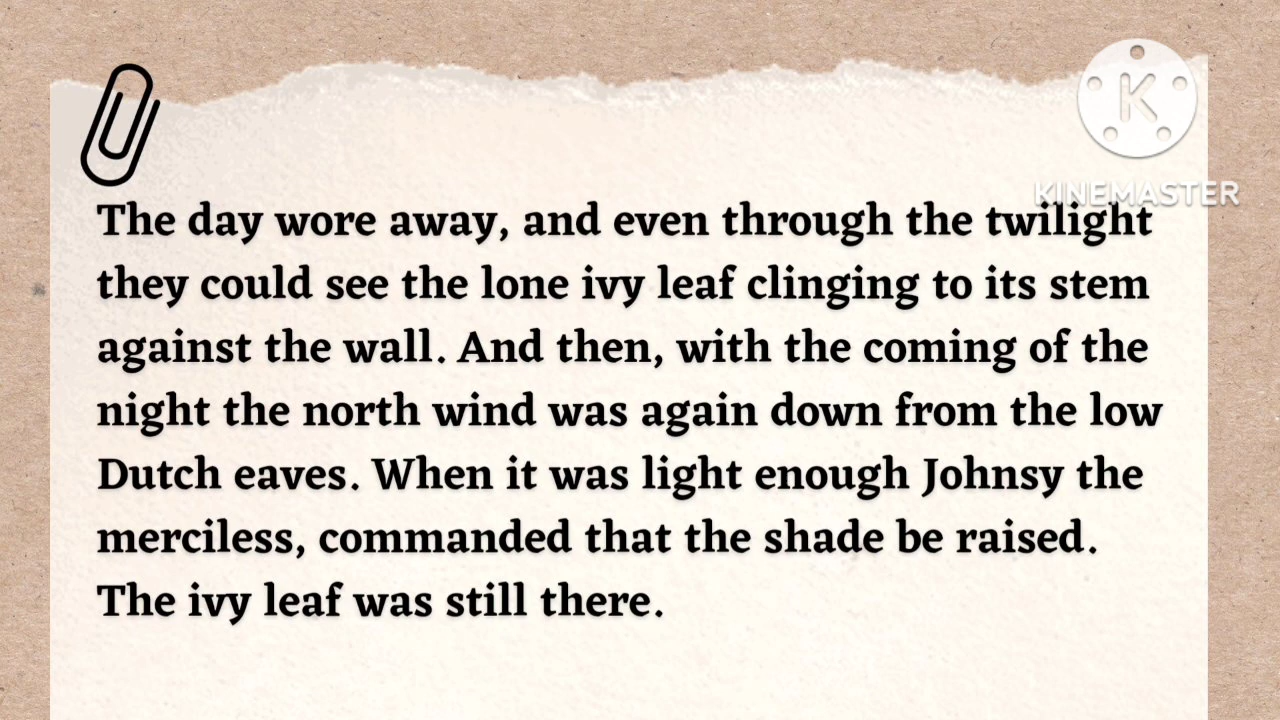 K
KINEMASTER
The day wore away, and even through the twilight
they could see the lone ivy leaf clinging to its stem
against the wall. And then, with the coming of the
night the north wind was again down from the low
Dutch eaves. When it was light enough Johnsy the
merciless, commanded that the shade be raised.
The ivy leaf was still there.